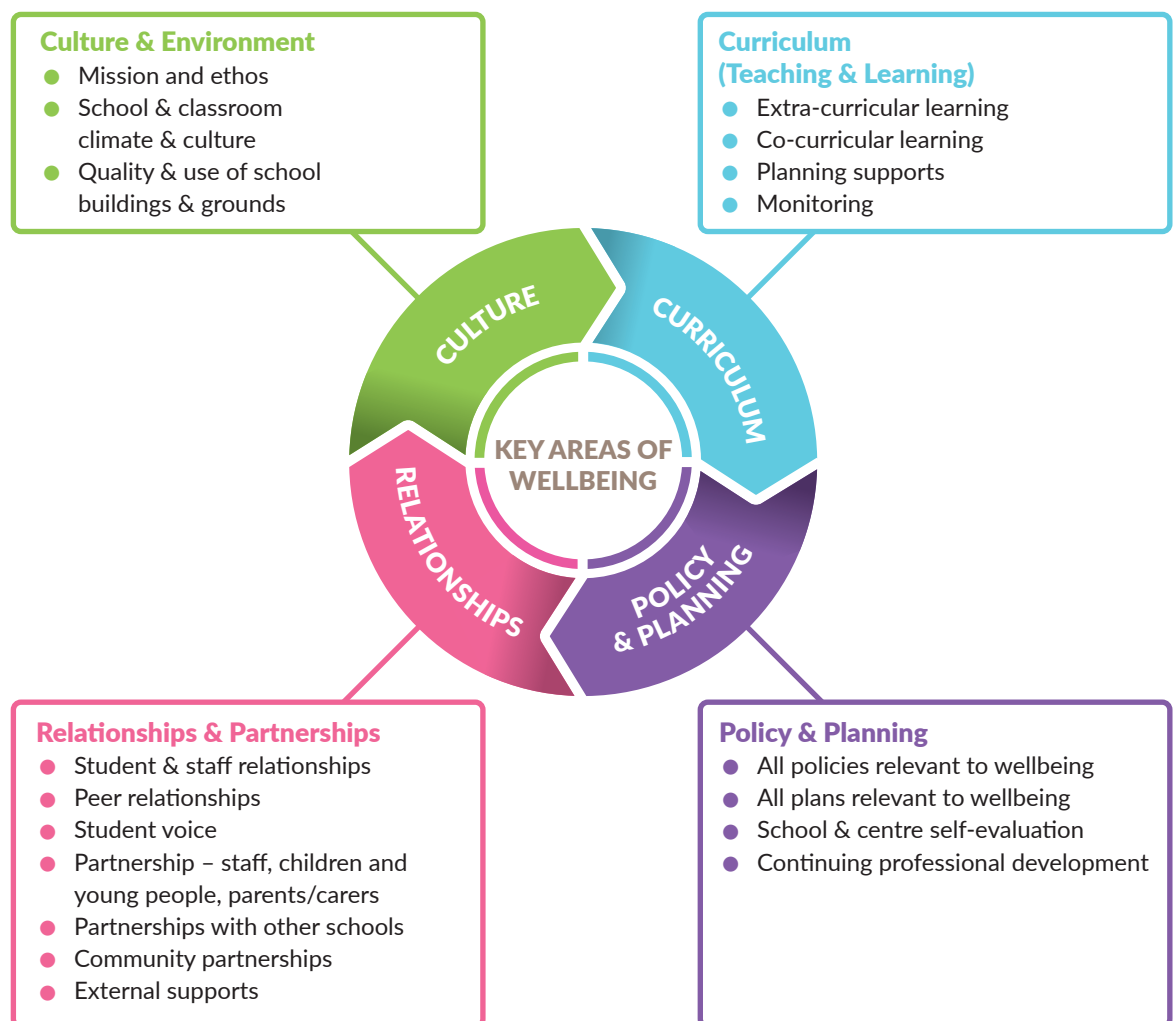 Culture & Environment
● Mission and ethos
● School & classroom
climate & culture
● Quality & use of school
buildings & grounds
Curriculum
(Teaching & Learning)
● Extra-curricular learning
● Co-curricular learning
● Planning supports
● Monitoring
CULTURE
CURRICULUM
KEY AREAS OF
WELLBEING
RELATIONSHIPS
POLICY
& PLANNING
Relationships & Partnerships
● Student & staff relationships
● Peer relationships
● Student voice
● Partnership – staff, children and
young people, parents/carers
● Partnerships with other schools
● Community partnerships
● External supports
Policy & Planning
● All policies relevant to wellbeing
● All plans relevant to wellbeing
● School & centre self-evaluation
● Continuing professional development